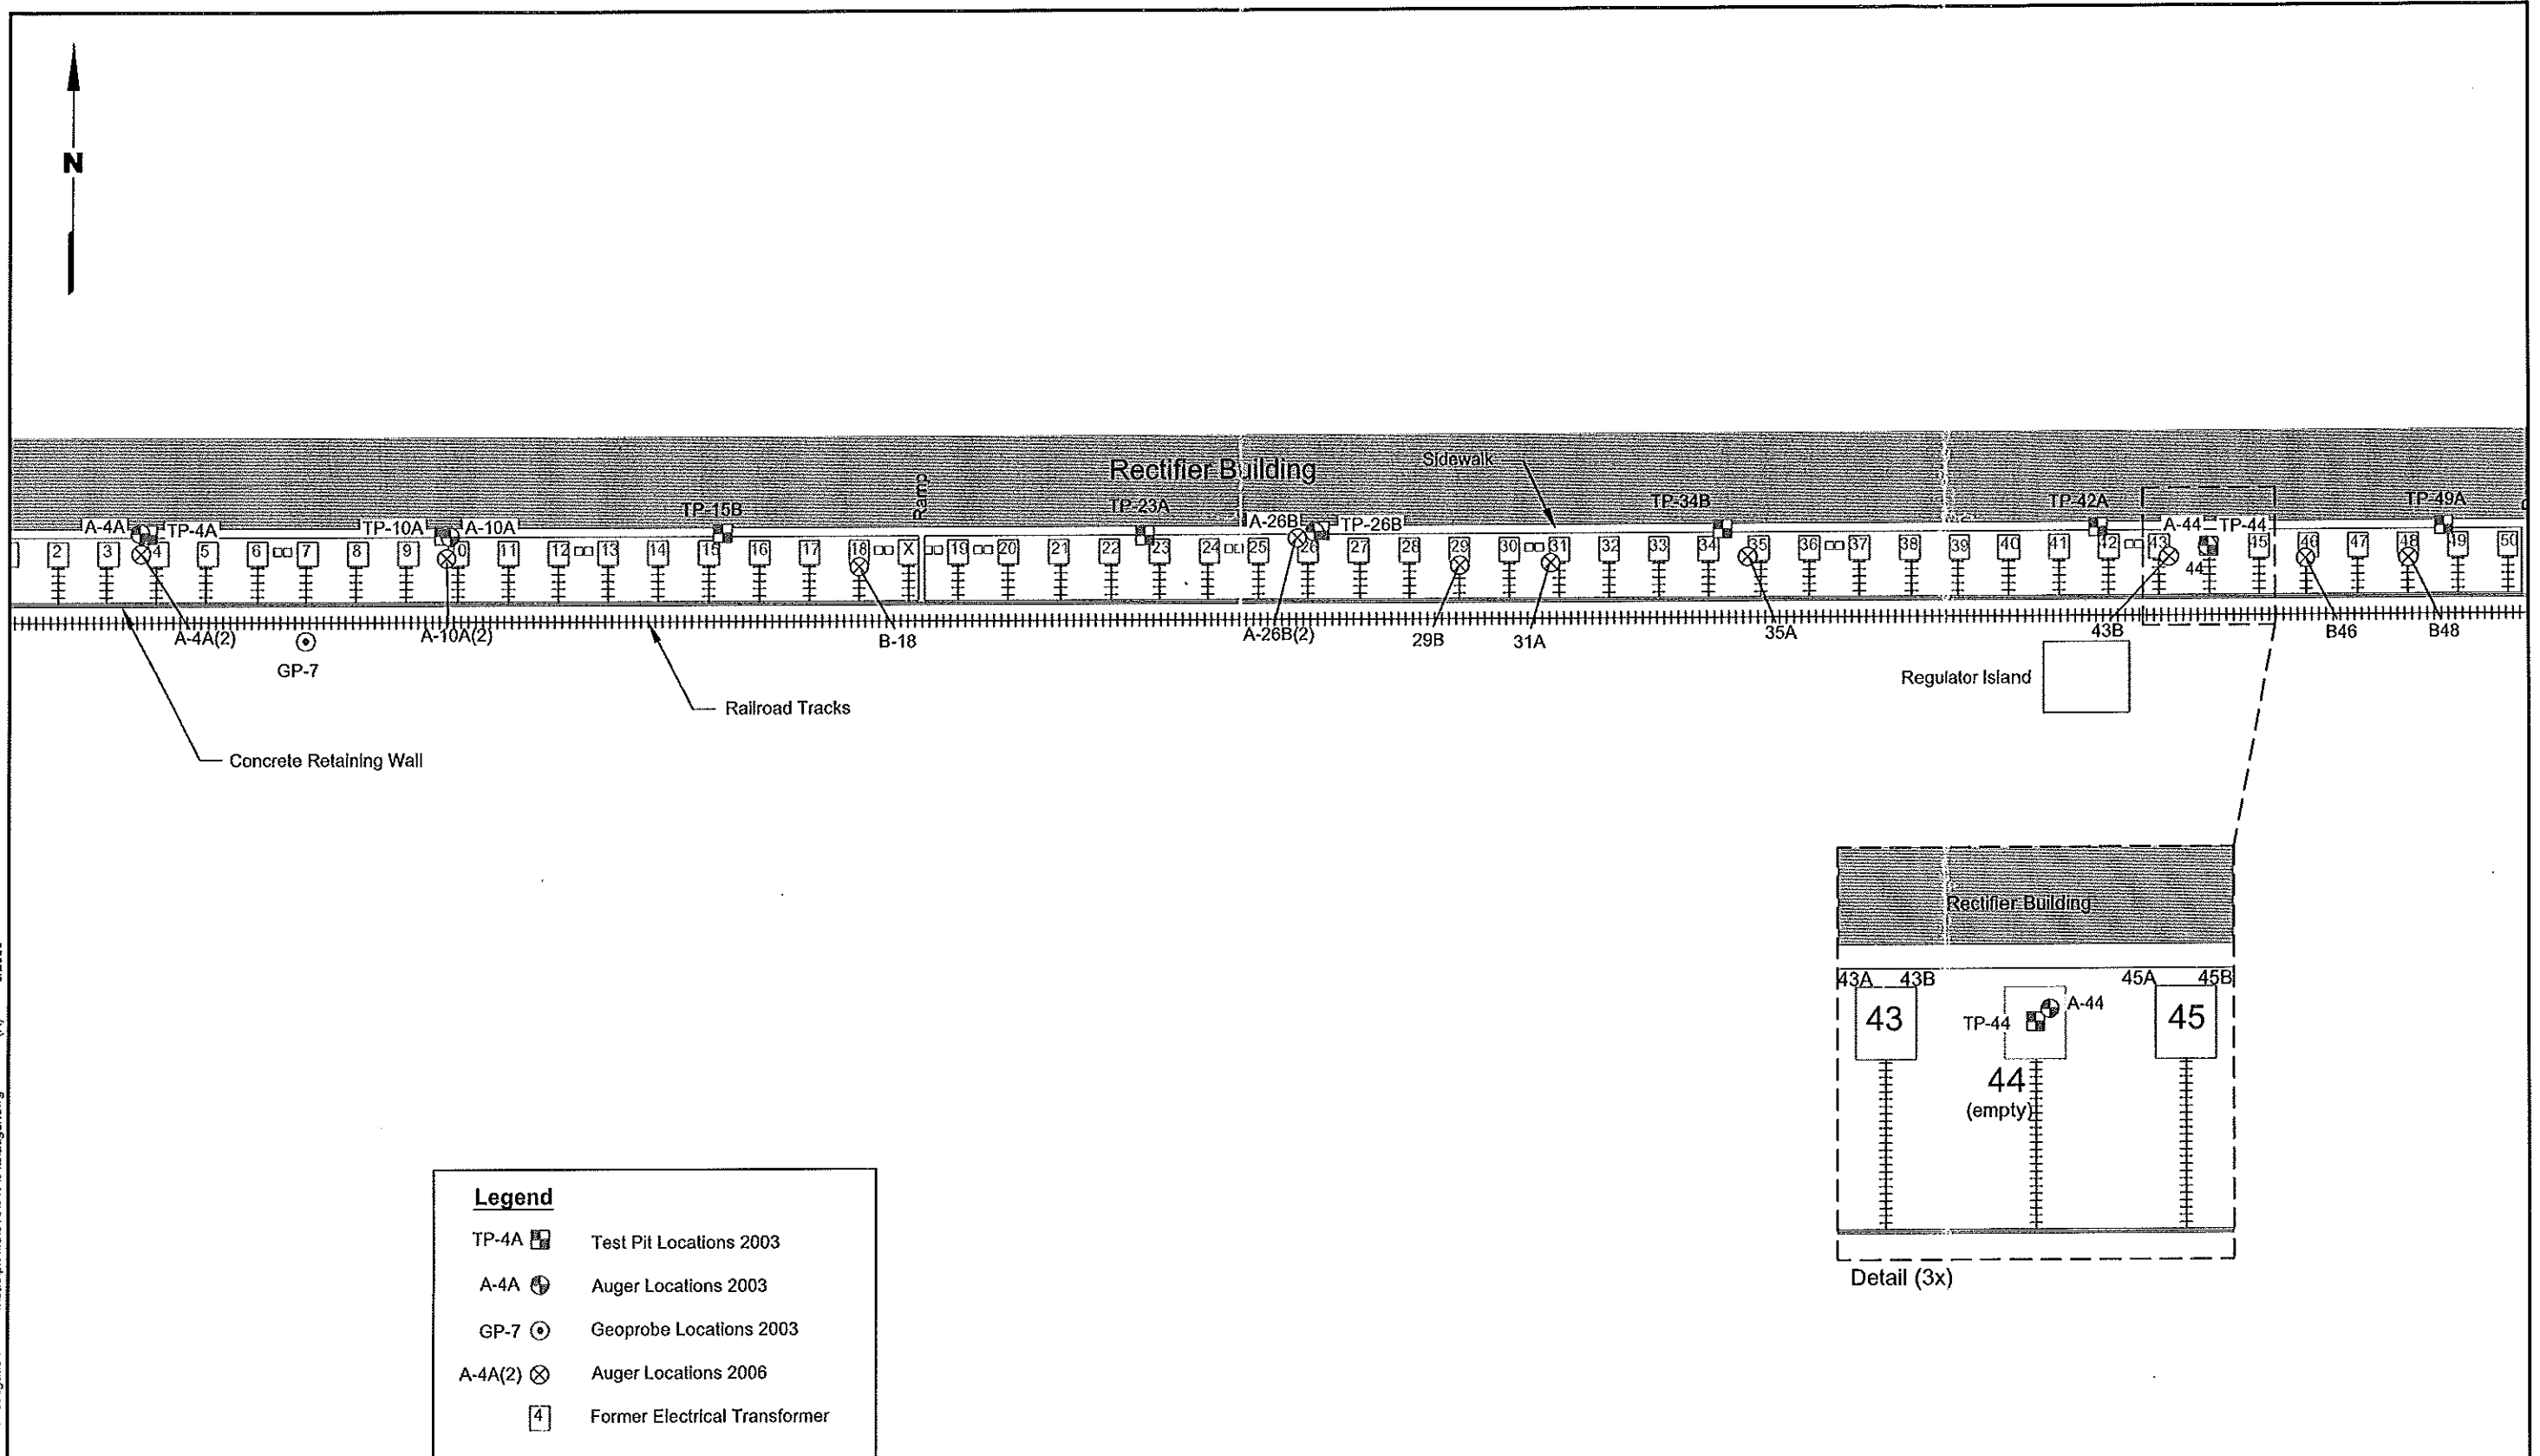 N
Rectifier Building
Sidewalk
Ramp
A-4A
TP-4A
TP-10A
A-10A
TP-15B
TP-23A
A-26B
TP-26B
TP-34B
TP-42A
A-44
TP-44
TP-49A
2 3 4 5 6 7 8 9 0 11 12 13 14 15 16 17 18 X 19 20 21 22 23 24 25 26 27 28 29 30 31 32 33 34 35 36 37 38 39 40 41 42 43 44 45 46 47 48 49 50
A-4A(2)
GP-7
A-10A(2)
B-18
A-26B(2)
29B
31A
35A
43B
B46
B48
Regulator Island
Railroad Tracks
Concrete Retaining Wall
Rectifier Building
43A 43B 45A 45B
43
TP-44
A-44
45
44
(empty)
Detail (3x)
Legend
TP-4A Test Pit Locations 2003
A-4A Auger Locations 2003
GP-7 Geoprobe Locations 2003
A-4A(2) Auger Locations 2006
4 Former Electrical Transformer